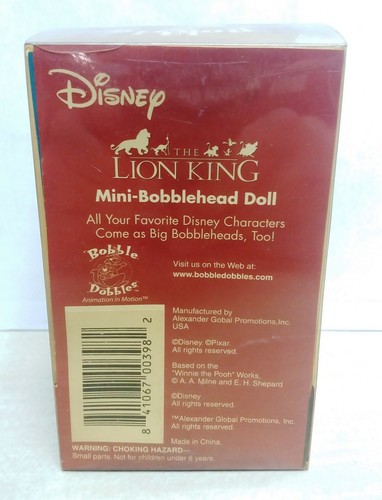 Disney
THE
LION KING
Mini-Bobblehead Doll
All Your Favorite Disney Characters
Come as Big Bobbleheads, Too!
Bobble
Dobbles
Animation in Motion™
Visit us on the Web at:
www.bobbledobbles.com
Manufactured by
Alexander Gobal Promotions,Inc.
USA
©Disney ©Pixar.
All rights reserved.
Based on the
"Winnie the Pooh" Works,
© A. A. Milne and E. H. Shepard
©Disney
All rights reserved.
™Alexander Global Promotions, Inc.
All rights reserved.
Made in China.
8 41067 00398 2
WARNING: CHOKING HAZARD—
Small parts. Not for children under 6 years.